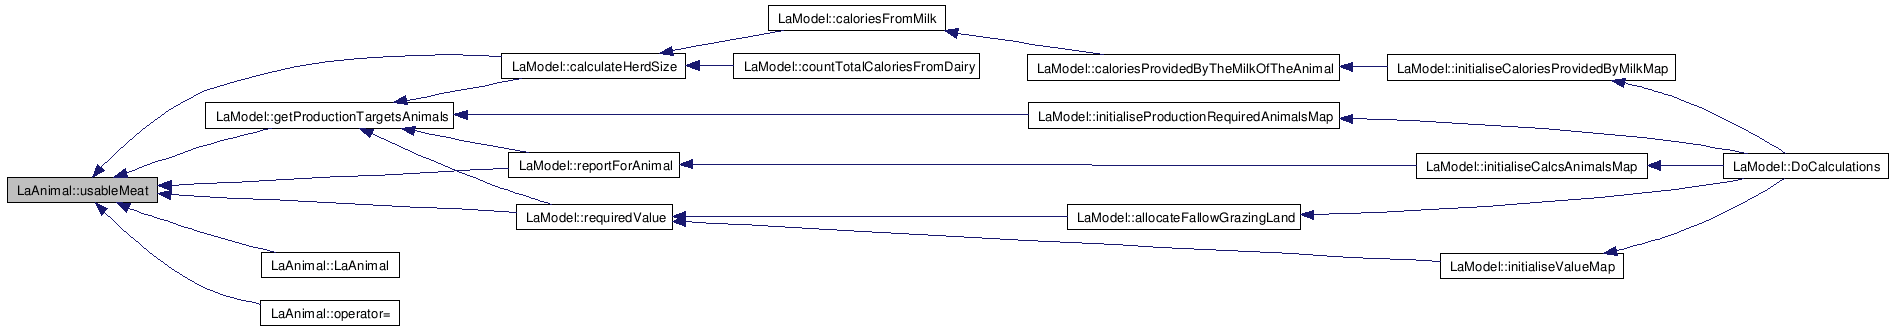 LaModel::caloriesFromMilk
LaModel::calculateHerdSize
LaModel::countTotalCaloriesFromDairy
LaModel::caloriesProvidedByTheMilkOfTheAnimal
LaModel::initialiseCaloriesProvidedByMilkMap
LaModel::getProductionTargetsAnimals
LaModel::initialiseProductionRequiredAnimalsMap
LaModel::reportForAnimal
LaModel::initialiseCalcsAnimalsMap
LaModel::DoCalculations
LaAnimal::usableMeat
LaModel::requiredValue
LaModel::allocateFallowGrazingLand
LaAnimal::LaAnimal
LaModel::initialiseValueMap
LaAnimal::operator=